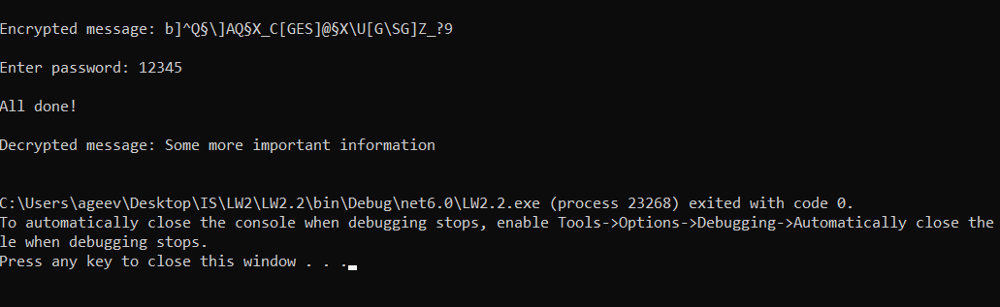 Encrypted message: b]^Q§\]AQ§X_C[GES]@§X\U[G\SG]Z_?9
Enter password: 12345
All done!
Decrypted message: Some more important information
C:\Users\ageev\Desktop\IS\LW2\LW2.2\bin\Debug\net6.0\LW2.2.exe (process 23268) exited with code 0.
To automatically close the console when debugging stops, enable Tools->Options->Debugging->Automatically close the
le when debugging stops.
Press any key to close this window . . .